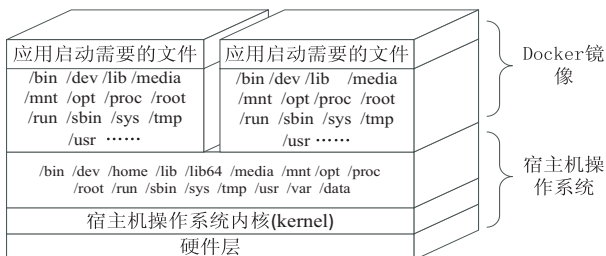 应用启动需要的文件
/bin /dev /lib /media
/mnt /opt /proc /root
/run /sbin /sys /tmp
/usr ……
应用启动需要的文件
/bin /dev /lib /media
/mnt /opt /proc /root
/run /sbin /sys /tmp
/usr ……
Docker镜
像
/bin /dev /home /lib /lib64 /media /mnt /opt /proc
/root /run /sbin /sys /tmp /usr /var /data
宿主机操
作系统
宿主机操作系统内核(kernel)
硬件层